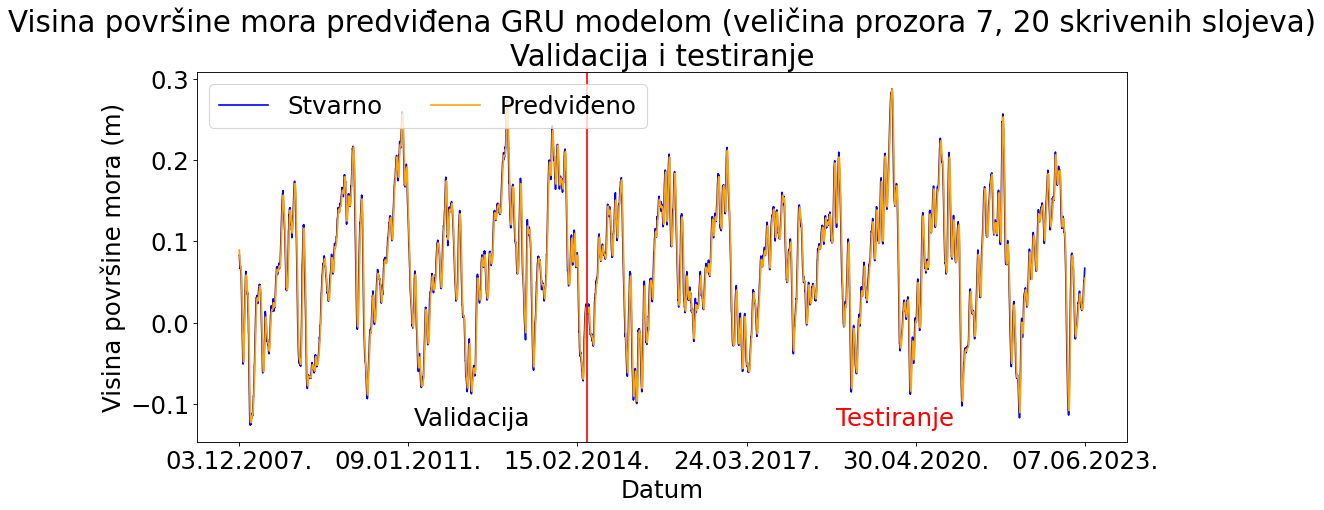 Visina površine mora predviđena GRU modelom (veličina prozora 7, 20 skrivenih slojeva)
Validacija i testiranje
Stvarno Predviđeno
Visina površine mora (m)
0.3
0.2
0.1
0.0
−0.1
Validacija Testiranje
03.12.2007. 09.01.2011. 15.02.2014. 24.03.2017. 30.04.2020. 07.06.2023.
Datum